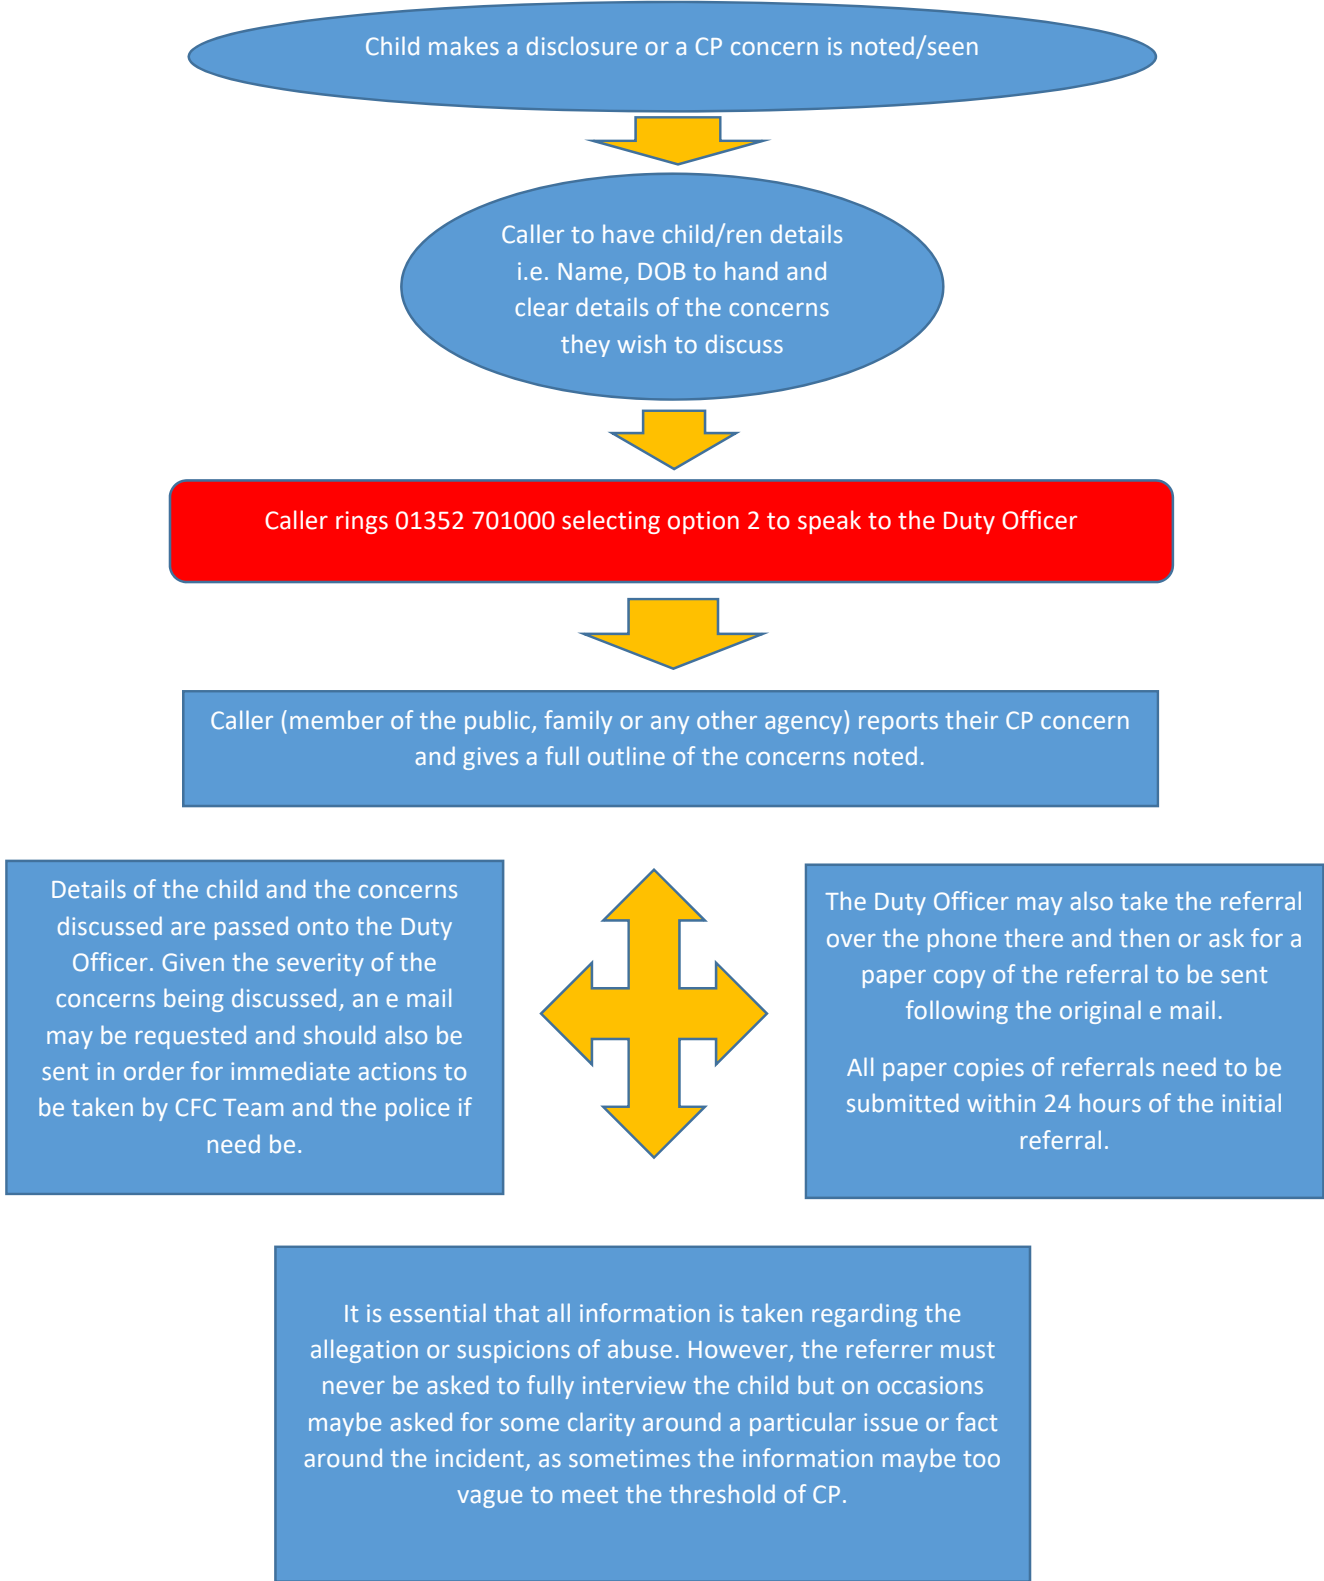 Child makes a disclosure or a CP concern is noted/seen
Caller to have child/ren details
i.e. Name, DOB to hand and
clear details of the concerns
they wish to discuss
Caller rings 01352 701000 selecting option 2 to speak to the Duty Officer
Caller (member of the public, family or any other agency) reports their CP concern
and gives a full outline of the concerns noted.
Details of the child and the concerns
discussed are passed onto the Duty
Officer. Given the severity of the
concerns being discussed, an e mail
may be requested and should also be
sent in order for immediate actions to
be taken by CFC Team and the police if
need be.
The Duty Officer may also take the referral
over the phone there and then or ask for a
paper copy of the referral to be sent
following the original e mail.
All paper copies of referrals need to be
submitted within 24 hours of the initial
referral.
It is essential that all information is taken regarding the
allegation or suspicions of abuse. However, the referrer must
never be asked to fully interview the child but on occasions
maybe asked for some clarity around a particular issue or fact
around the incident, as sometimes the information maybe too
vague to meet the threshold of CP.